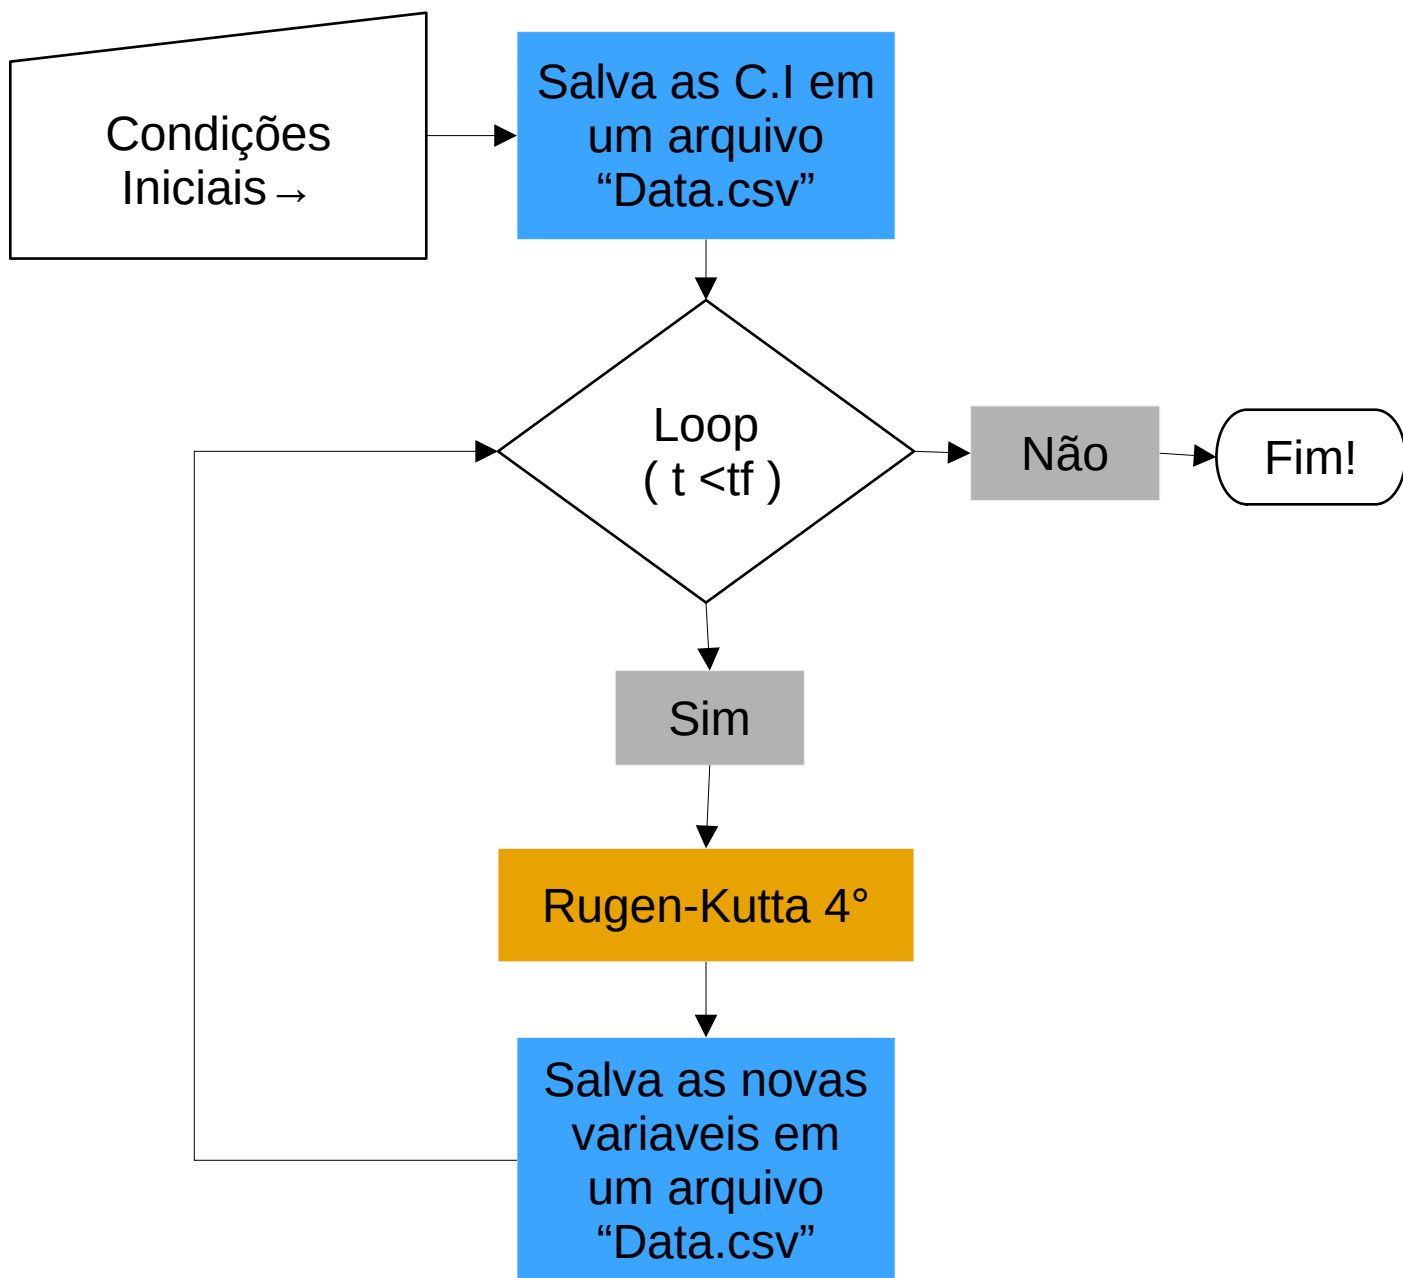 Condições
Iniciais→
Salva as C.I em
um arquivo
“Data.csv”
Loop
( t <tf )
Não
Fim!
Sim
Rugen-Kutta 4°
Salva as novas
variaveis em
um arquivo
“Data.csv”